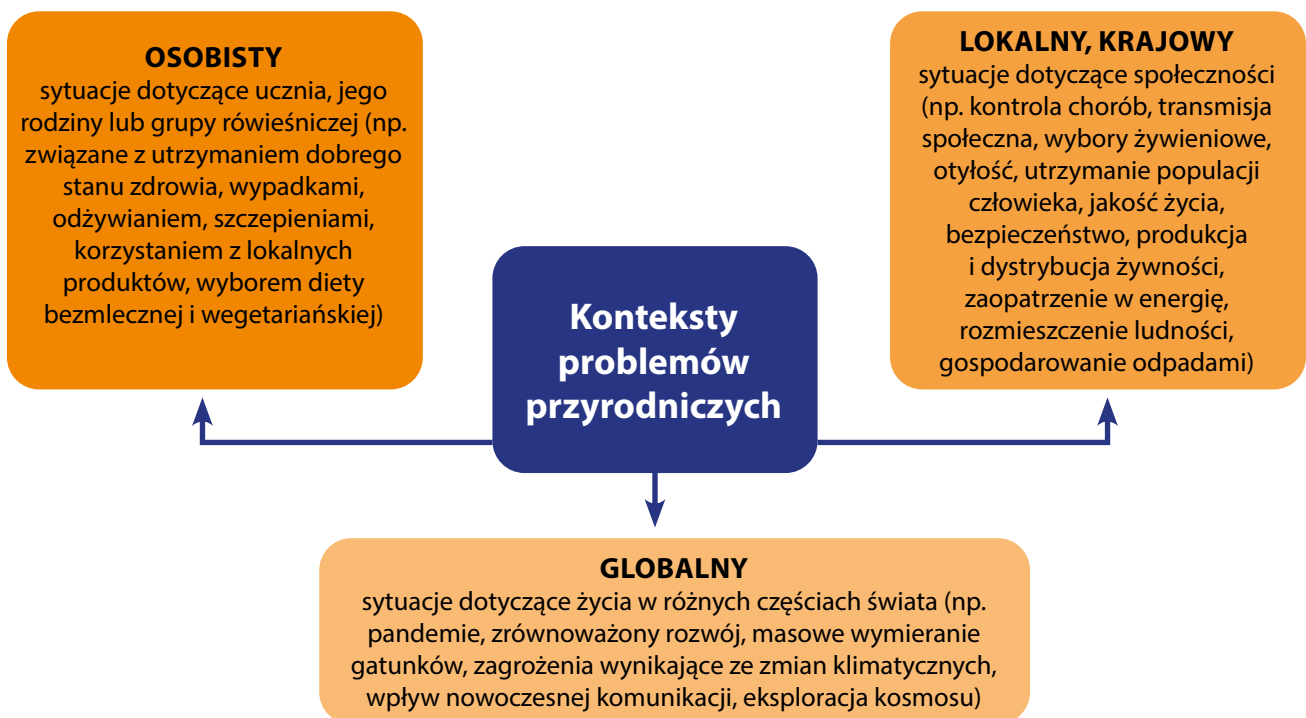 OSOBISTY
sytuacje dotyczące ucznia, jego
rodziny lub grupy rówieśniczej (np.
związane z utrzymaniem dobrego
stanu zdrowia, wypadkami,
odżywianiem, szczepieniami,
korzystaniem z lokalnych
produktów, wyborem diety
bezmlecznej i wegetariańskiej)
LOKALNY, KRAJOWY
sytuacje dotyczące społeczności
(np. kontrola chorób, transmisja
społeczna, wybory żywieniowe,
otyłość, utrzymanie populacji
człowieka, jakość życia,
bezpieczeństwo, produkcja
i dystrybucja żywności,
zaopatrzenie w energię,
rozmieszczenie ludności,
gospodarowanie odpadami)
Konteksty
problemów
przyrodniczych
GLOBALNY
sytuacje dotyczące życia w różnych częściach świata (np.
pandemie, zrównoważony rozwój, masowe wymieranie
gatunków, zagrożenia wynikające ze zmian klimatycznych,
wpływ nowoczesnej komunikacji, eksploracja kosmosu)